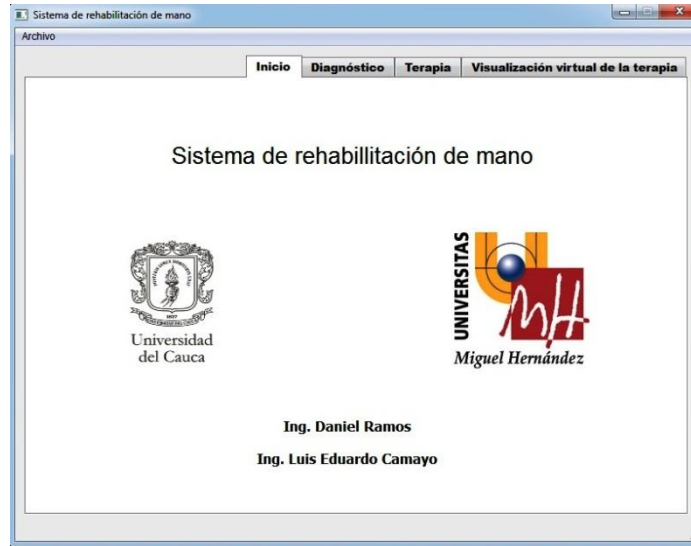 Sistema de rehabilitación de mano
Archivo
Inicio Diagnóstico Terapia Visualización virtual de la terapia
Sistema de rehabillitación de mano
Universidad
del Cauca
UNIVERSITAS
Miguel Hernández
Ing. Daniel Ramos
Ing. Luis Eduardo Camayo